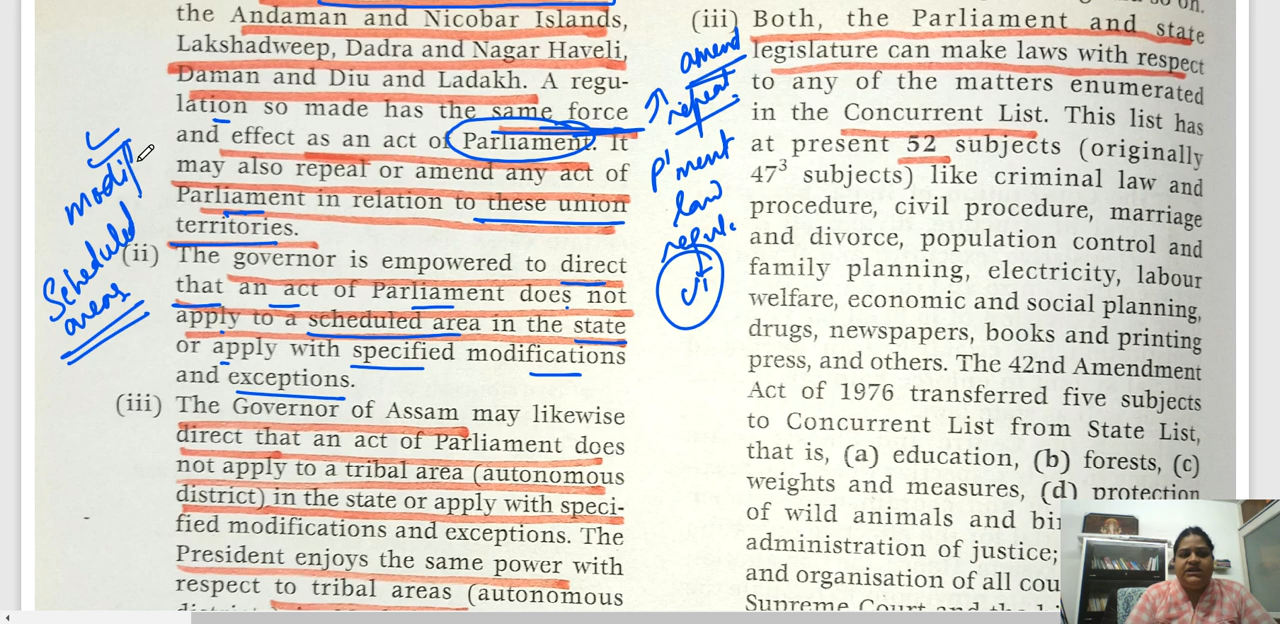 the Andaman and Nicobar Islands,
Lakshadweep, Dadra and Nagar Haveli,
Daman and Diu and Ladakh. A regu-
lation so made has the same force
and effect as an act of Parliament. It
may also repeal or amend any act of
Parliament in relation to these union
territories.
(ii) The governor is empowered to direct
that an act of Parliament does not
apply to a scheduled area in the state
or apply with specified modifications
and exceptions.
(iii) The Governor of Assam may likewise
direct that an act of Parliament does
not apply to a tribal area (autonomous
district) in the state or apply with speci-
fied modifications and exceptions. The
President enjoys the same power with
respect to tribal areas (autonomous
modif
Scheduled
areas
amend
repeat
P'ment
law
regul.
UT
(iii) Both, the Parliament and state
legislature can make laws with respect
to any of the matters enumerated
in the Concurrent List. This list has
at present 52 subjects (originally
47³ subjects) like criminal law and
procedure, civil procedure, marriage
and divorce, population control and
family planning, electricity, labour
welfare, economic and social planning,
drugs, newspapers, books and printing
press, and others. The 42nd Amendment
Act of 1976 transferred five subjects
to Concurrent List from State List,
that is, (a) education, (b) forests, (c)
weights and measures, (d) protection
of wild animals and
administration of justice;
and organisation of all
Supreme Court and the